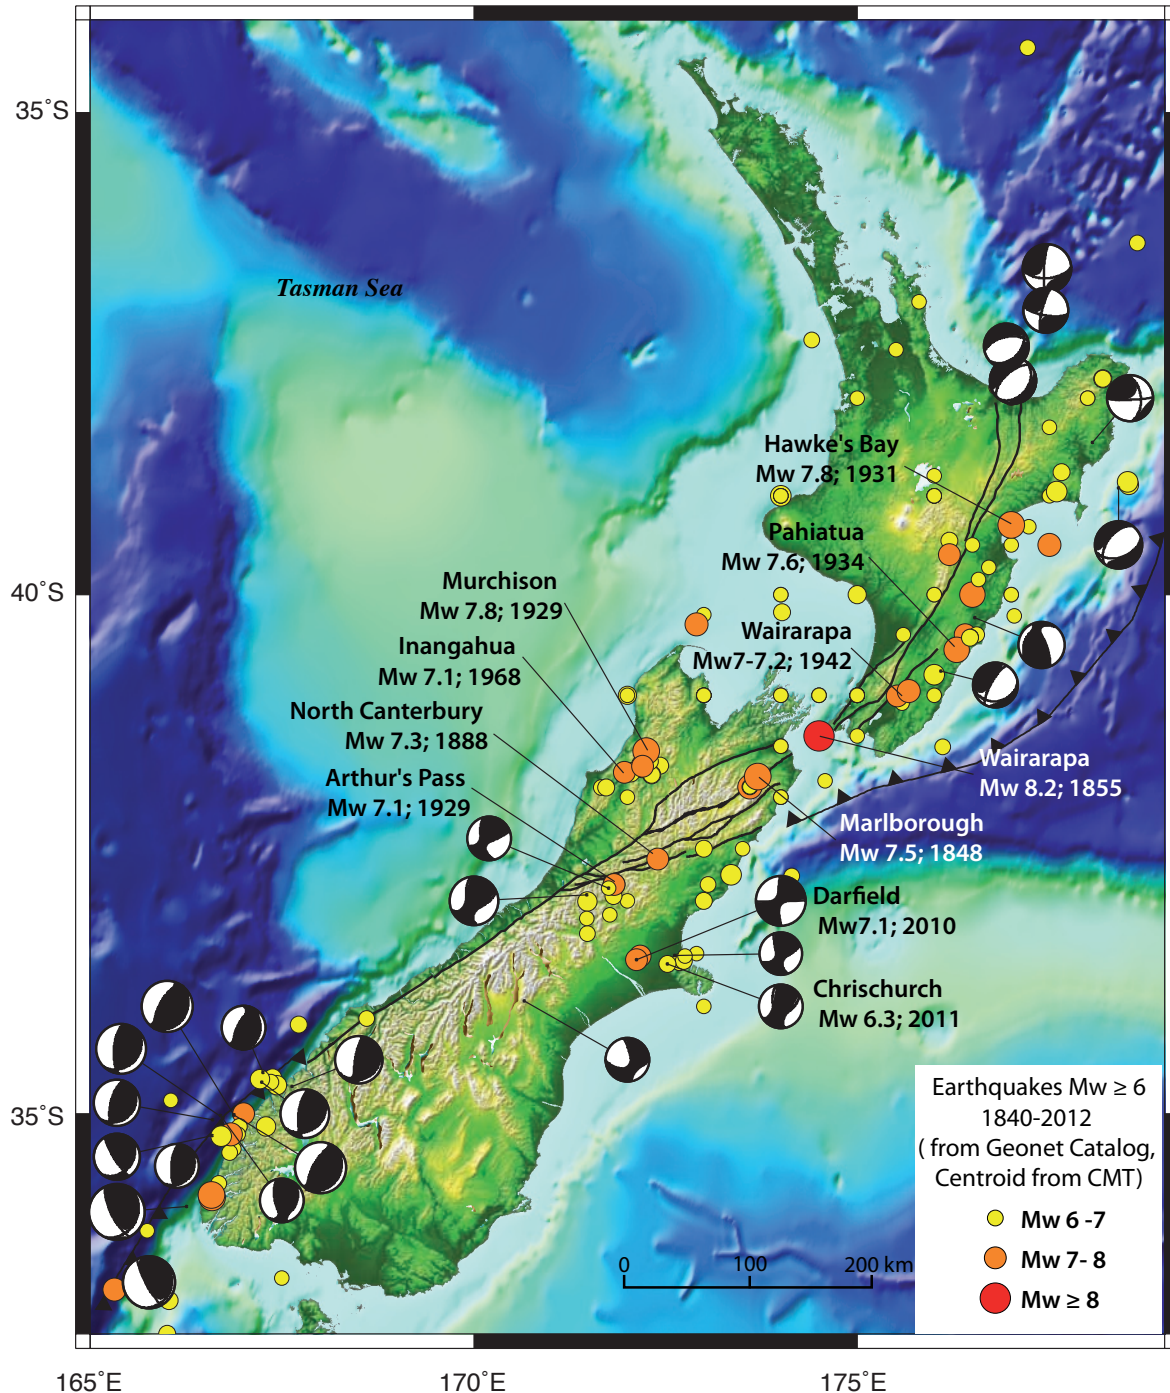 35°S
Tasman Sea
Hawke's Bay
Mw 7.8; 1931
Pahiatua
Mw 7.6; 1934
40°S
Murchison
Mw 7.8; 1929
Wairarapa
Mw7-7.2; 1942
Inangahua
Mw 7.1; 1968
North Canterbury
Mw 7.3; 1888
Arthur's Pass
Mw 7.1; 1929
Wairarapa
Mw 8.2; 1855
Marlborough
Mw 7.5; 1848
Darfield
Mw7.1; 2010
Chrischurch
Mw 6.3; 2011
35°S
Earthquakes Mw ≥ 6
1840-2012
( from Geonet Catalog,
Centroid from CMT)
Mw 6 -7
Mw 7- 8
Mw ≥ 8
0 100 200 km
165°E 170°E 175°E